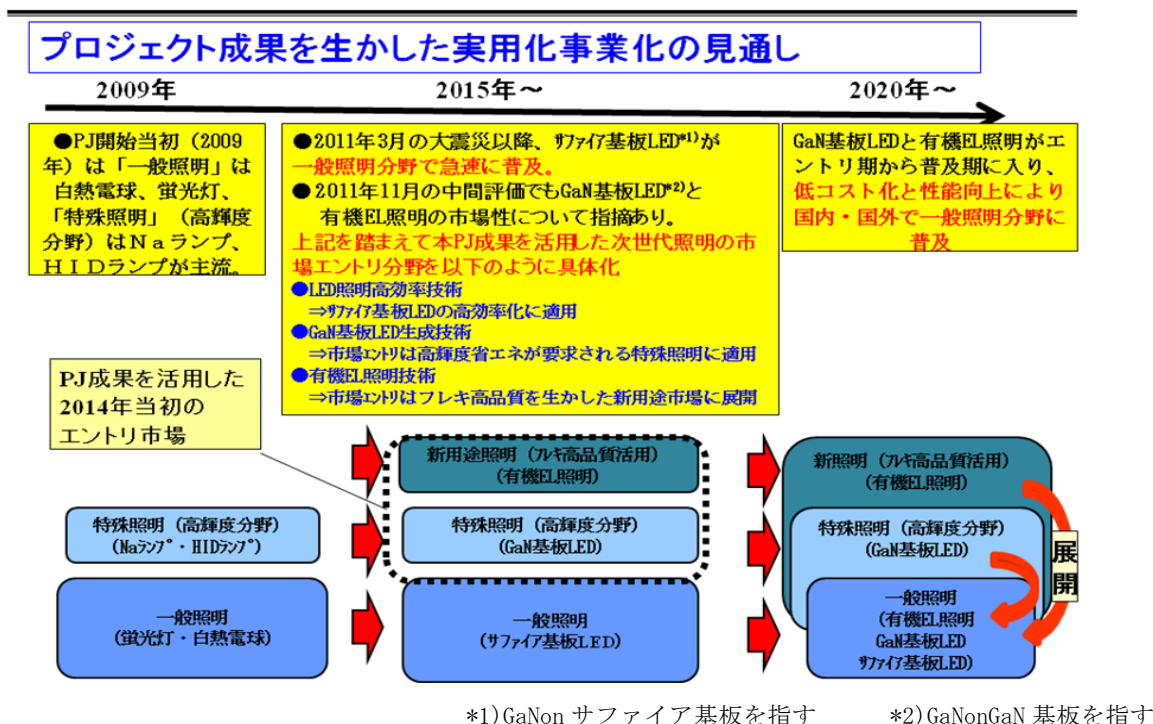 プロジェクト成果を生かした実用化事業化の見通し
2009年
2015年～
2020年～
●PJ開始当初（2009
年）は「一般照明」は
白熱電球、蛍光灯、
「特殊照明」（高輝度
分野）はＮａランプ、
ＨＩＤランプが主流。
●2011年3月の大震災以降、ｻﾌｧｲｱ基板LED*1)が
一般照明分野で急速に普及。
●2011年11月の中間評価でもGaN基板LED*2)と
有機EL照明の市場性について指摘あり。
上記を踏まえて本PJ成果を活用した次世代照明の市
場エントリ分野を以下のように具体化
●LED照明高効率技術
⇒ｻﾌｧｲｱ基板LEDの高効率化に適用
●GaN基板LED生成技術
⇒市場ｴﾝﾄﾘは高輝度省エネが要求される特殊照明に適用
●有機EL照明技術
⇒市場ｴﾝﾄﾘはフレキ高品質を生かした新用途市場に展開
GaN基板LEDと有機EL照明がエ
ントリ期から普及期に入り、
低コスト化と性能向上により
国内・国外で一般照明分野に
普及
PJ成果を活用した
2014年当初の
エントリ市場
新用途照明（ﾌﾚｷ高品質活用）
(有機EL照明)
新照明（ﾌﾚｷ高品質活用）
(有機EL照明)
特殊照明（高輝度分野）
(Naﾗﾝﾌﾟ・HIDﾗﾝﾌﾟ)
特殊照明（高輝度分野）
(GaN基板LED)
特殊照明（高輝度分野）
(GaN基板LED)
展
開
一般照明
(蛍光灯・白熱電球)
一般照明
(サファイア基板LED)
一般照明
(有機EL照明
GaN基板LED
ｻﾌｧｲｱ基板LED)
*1)GaNon サファイア基板を指す
*2)GaNonGaN 基板を指す